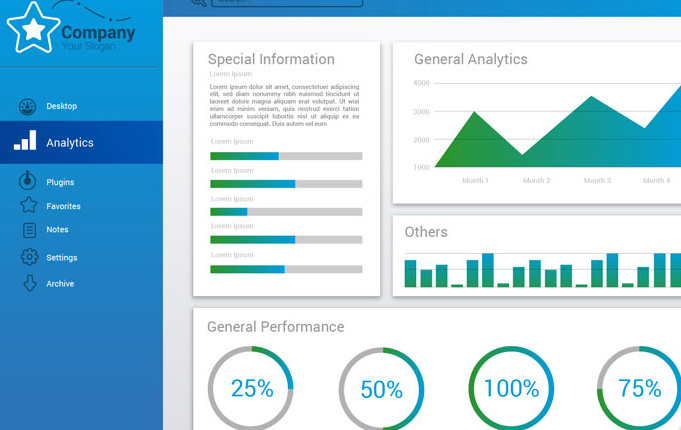 Company
Your Slogan
Desktop
Analytics
Plugins
Favorites
Notes
Settings
Archive
Special Information
Lorem Ipsum
Lorem ipsum dolor sit amet, consectetuer adipiscing
elit, sed diam nonummy nibh euismod tincidunt ut
laoreet dolore magna aliquam erat volutpat. Ut wisi
enim ad minim veniam, quis nostrud exerci tation
ullamcorper suscipit lobortis nisl ut aliquip ex ea
commodo consequat. Duis autem vel eum
Lorem Ipsum
Lorem Ipsum
Lorem Ipsum
Lorem Ipsum
Lorem Ipsum
General Analytics
4000
3000
2000
1000
Month 1
Month 2
Month 3
Month 4
Others
General Performance
25%
50%
100%
75%